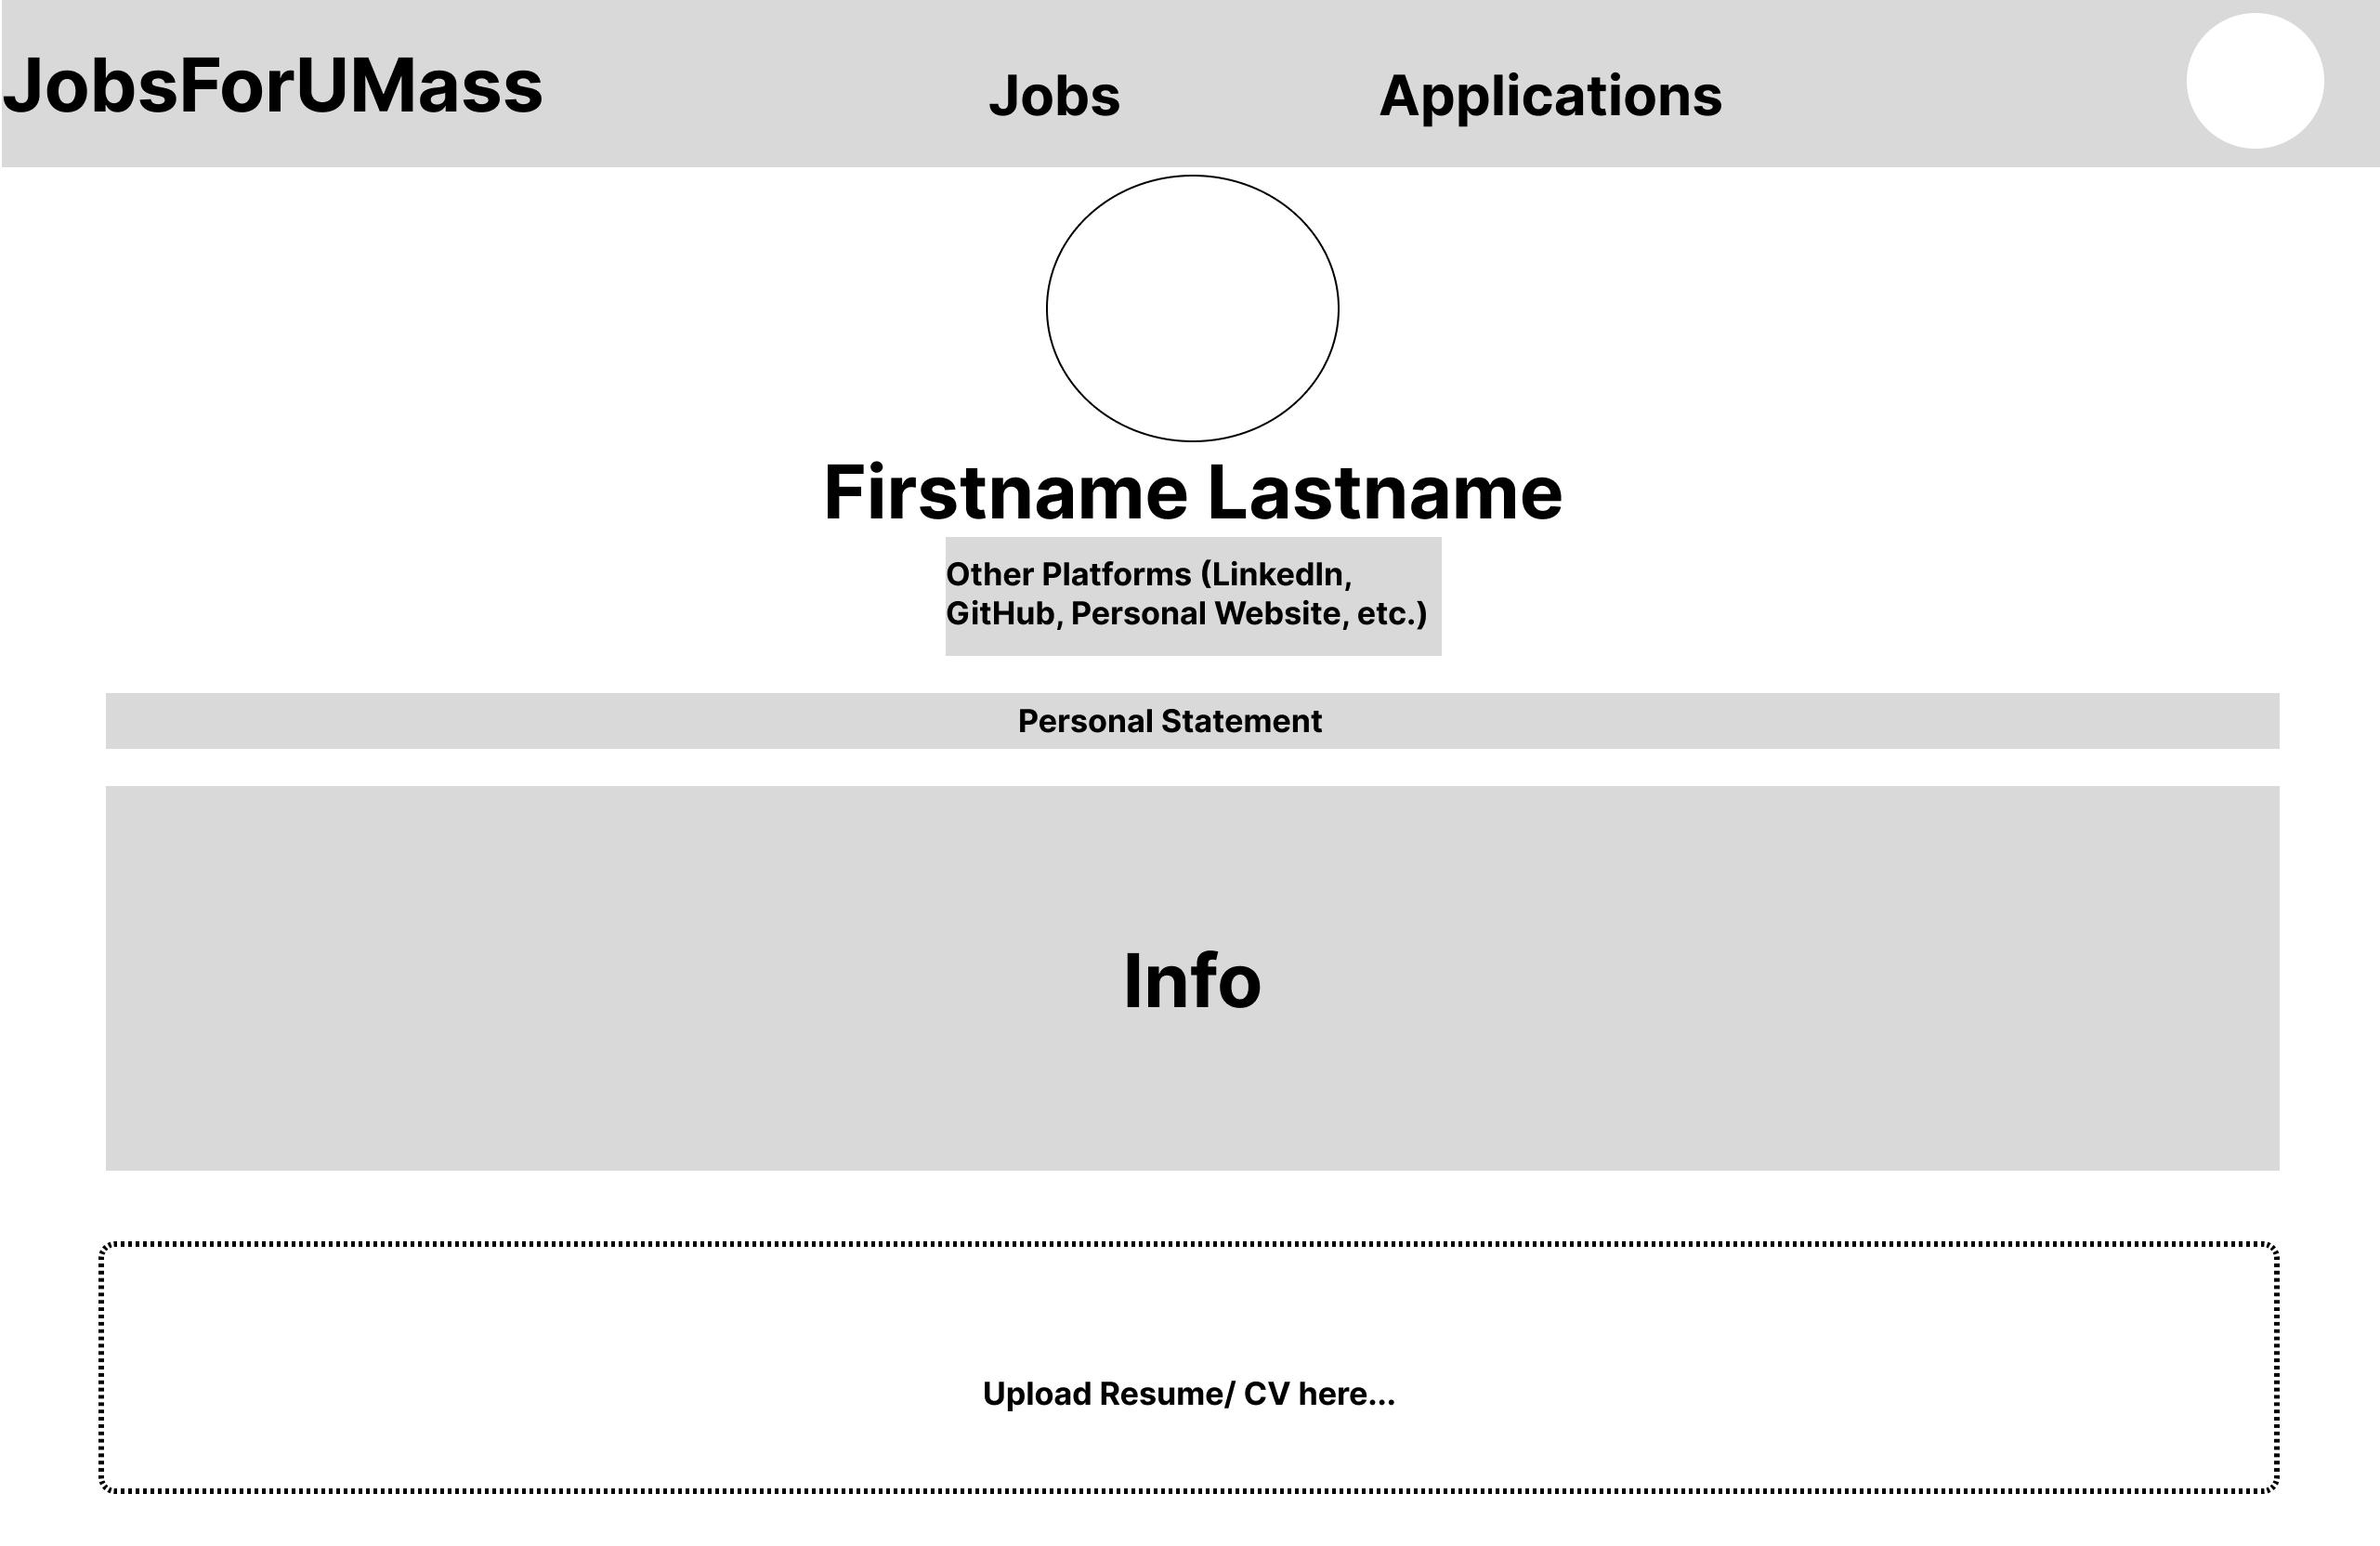 JobsForUMass
Jobs
Applications
Firstname Lastname
Other Platforms (LinkedIn,
GitHub, Personal Website, etc.)
Personal Statement
Info
Upload Resume/ CV here...